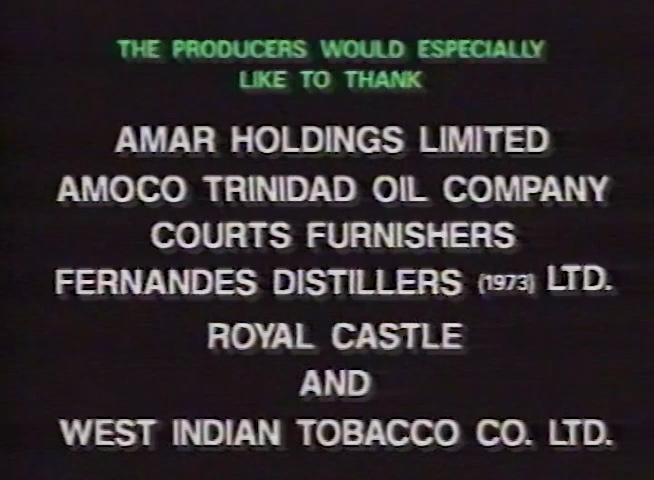 THE PRODUCERS WOULD ESPECIALLY
LIKE TO THANK
AMAR HOLDINGS LIMITED
AMOCO TRINIDAD OIL COMPANY
COURTS FURNISHERS
FERNANDES DISTILLERS (1973) LTD.
ROYAL CASTLE
AND
WEST INDIAN TOBACCO CO. LTD.